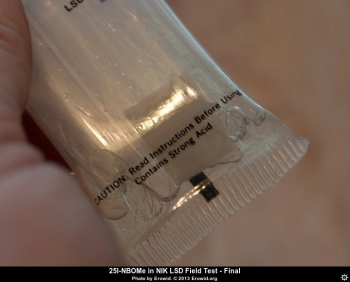 LSD
CAUTION: Read Instructions Before Using
Contains Strong Acid
25I-NBOMe in NIK LSD Field Test - Final
Photo by Erowid. © 2013 Erowid.org